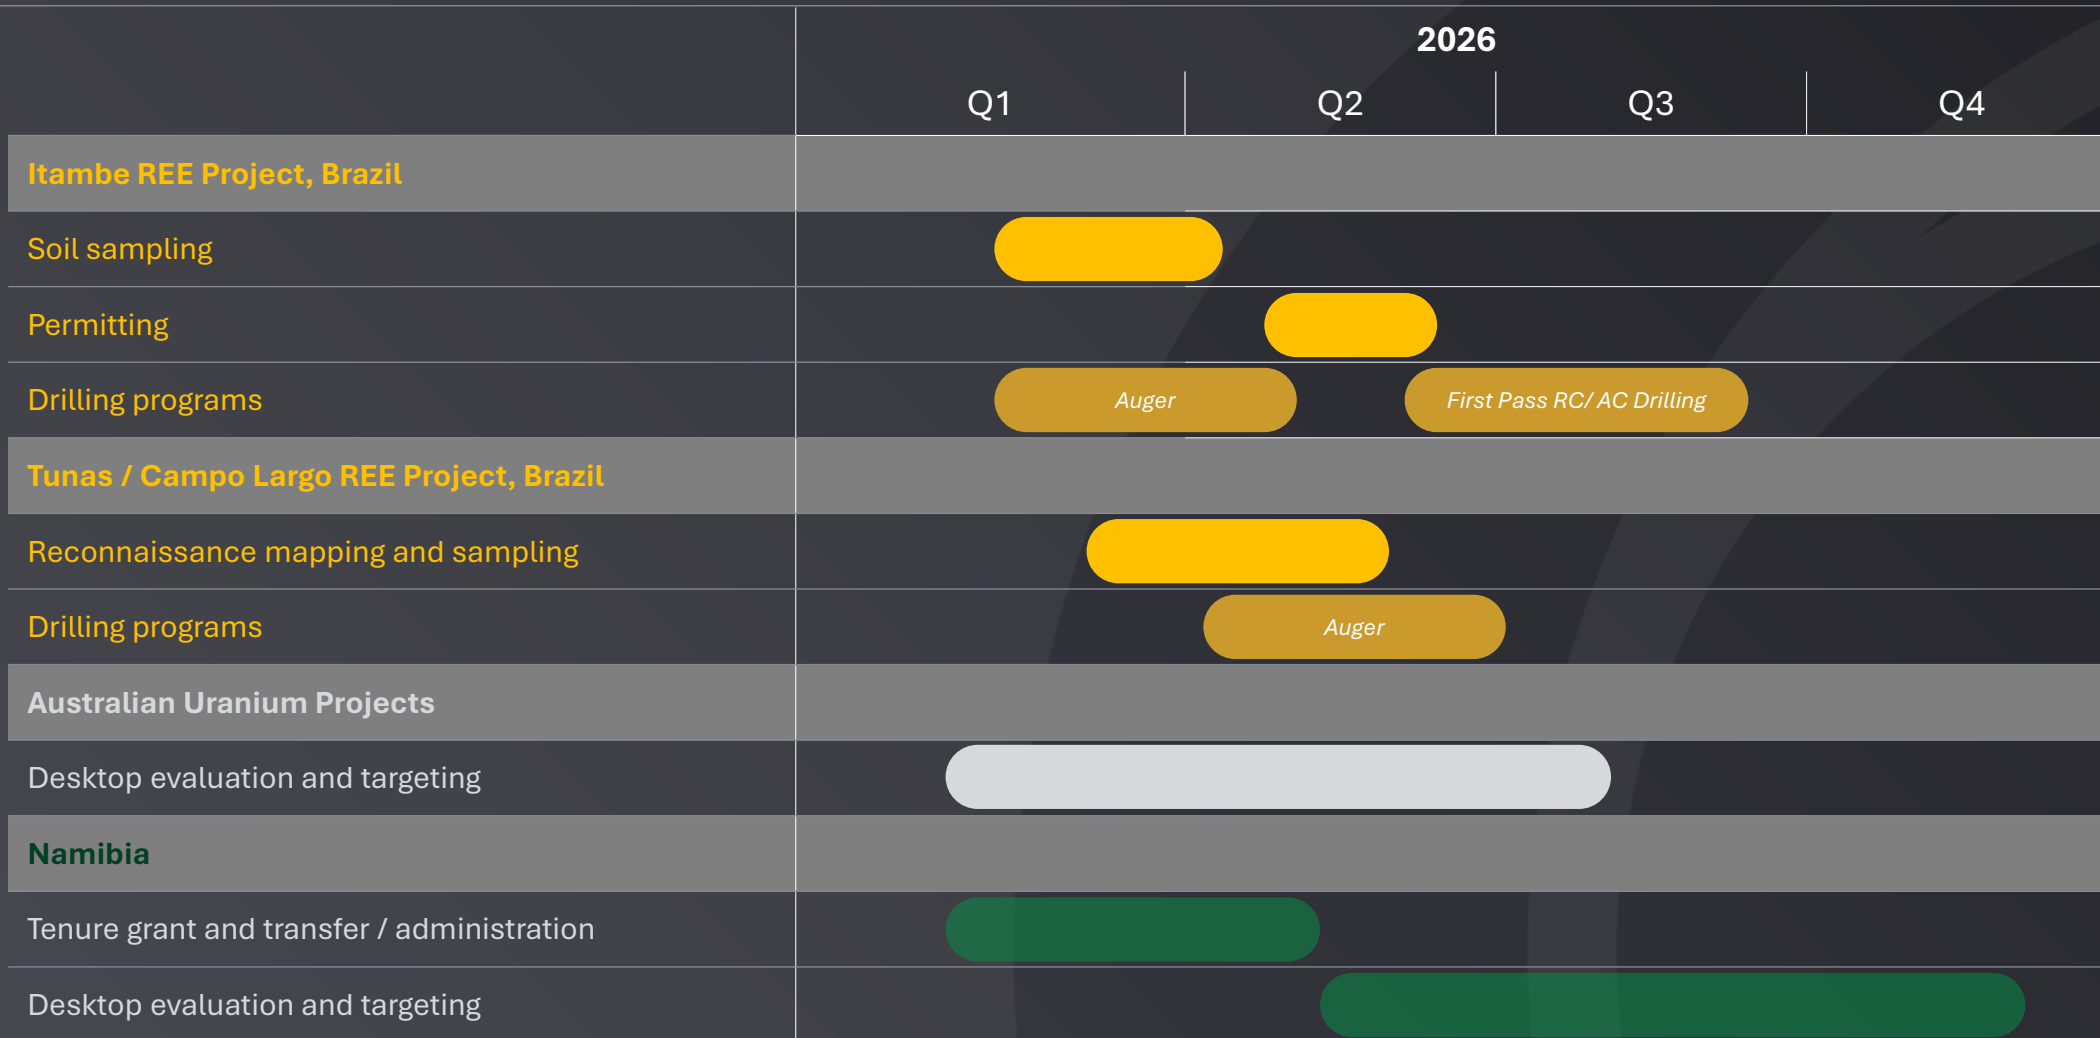 2026
Q1 Q2 Q3 Q4
Itambe REE Project, Brazil
Soil sampling
Permitting
Drilling programs Auger First Pass RC/ AC Drilling
Tunas / Campo Largo REE Project, Brazil
Reconnaissance mapping and sampling
Drilling programs Auger
Australian Uranium Projects
Desktop evaluation and targeting
Namibia
Tenure grant and transfer / administration
Desktop evaluation and targeting